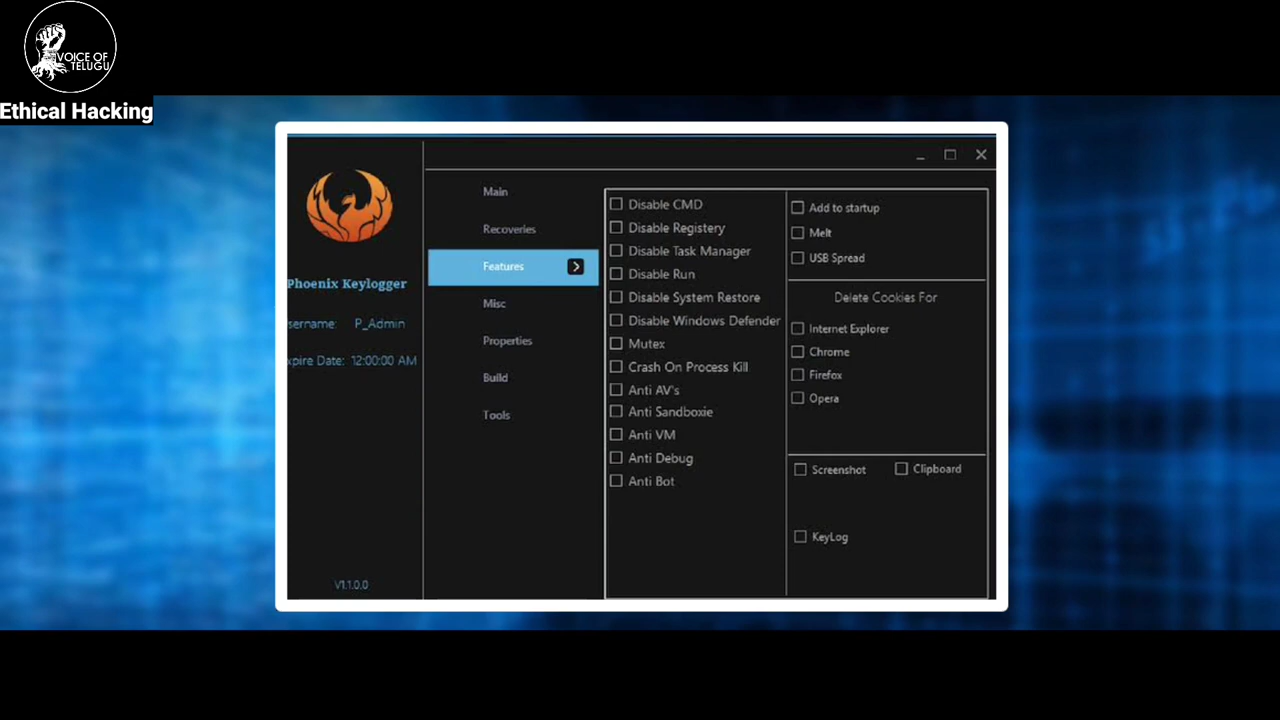 VOICE OF
TELUGU
Ethical Hacking
Phoenix Keylogger
sername: P_Admin
xpire Date: 12:00:00 AM
V1.1.0.0
Main
Recoveries
Features
Misc
Properties
Build
Tools
Disable CMD
Disable Registery
Disable Task Manager
Disable Run
Disable System Restore
Disable Windows Defender
Mutex
Crash On Process Kill
Anti AV's
Anti Sandboxie
Anti VM
Anti Debug
Anti Bot
Add to startup
Melt
USB Spread
Delete Cookies For
Internet Explorer
Chrome
Firefox
Opera
Screenshot Clipboard
KeyLog